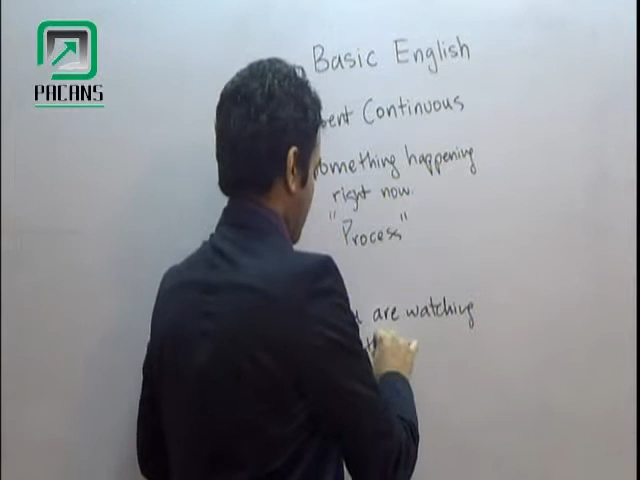 PACANS
Basic English
Continuous
something happening
right now.
"Process"
are watching